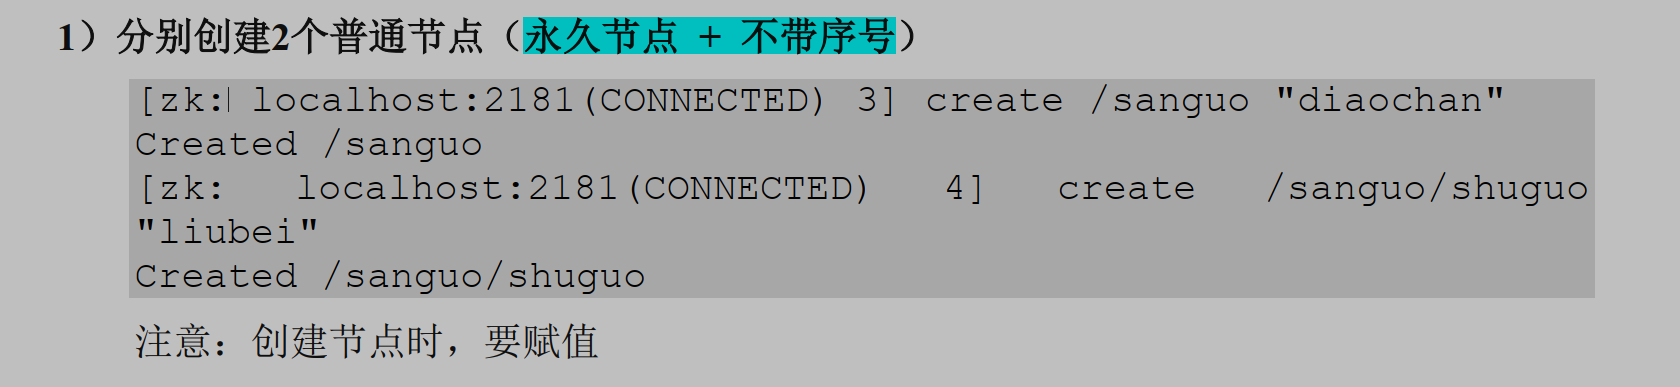 1）分别创建2个普通节点（永久节点 + 不带序号）
[zk: localhost:2181(CONNECTED) 3] create /sanguo "diaochan"
Created /sanguo
[zk: localhost:2181(CONNECTED) 4] create /sanguo/shuguo
"liubei"
Created /sanguo/shuguo
注意：创建节点时，要赋值